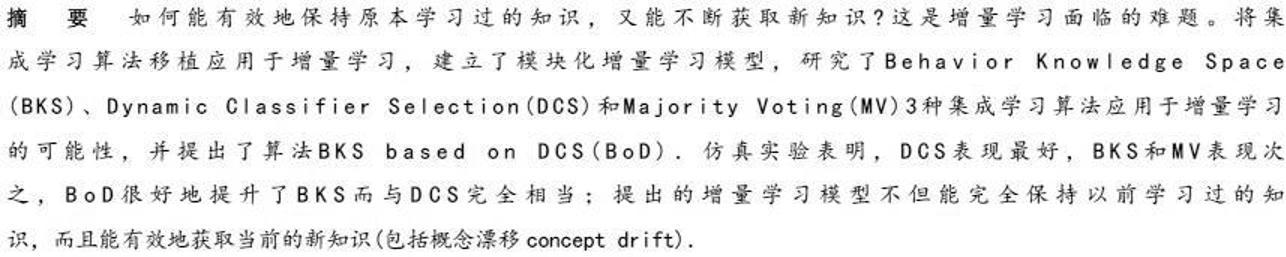 摘 要 如何能有效地保持原本学习过的知识，又能不断获取新知识?这是增量学习面临的难题。将集
成学习算法移植应用于增量学习，建立了模块化增量学习模型，研究了Behavior Knowledge Space
(BKS)、Dynamic Classifier Selection(DCS)和Majority Voting(MV)3种集成学习算法应用于增量学习
的可能性，并提出了算法BKS based on DCS(BoD). 仿真实验表明，DCS表现最好，BKS和MV表现次
之，BoD很好地提升了BKS而与DCS完全相当；提出的增量学习模型不但能完全保持以前学习过的知
识，而且能有效地获取当前的新知识(包括概念漂移concept drift).